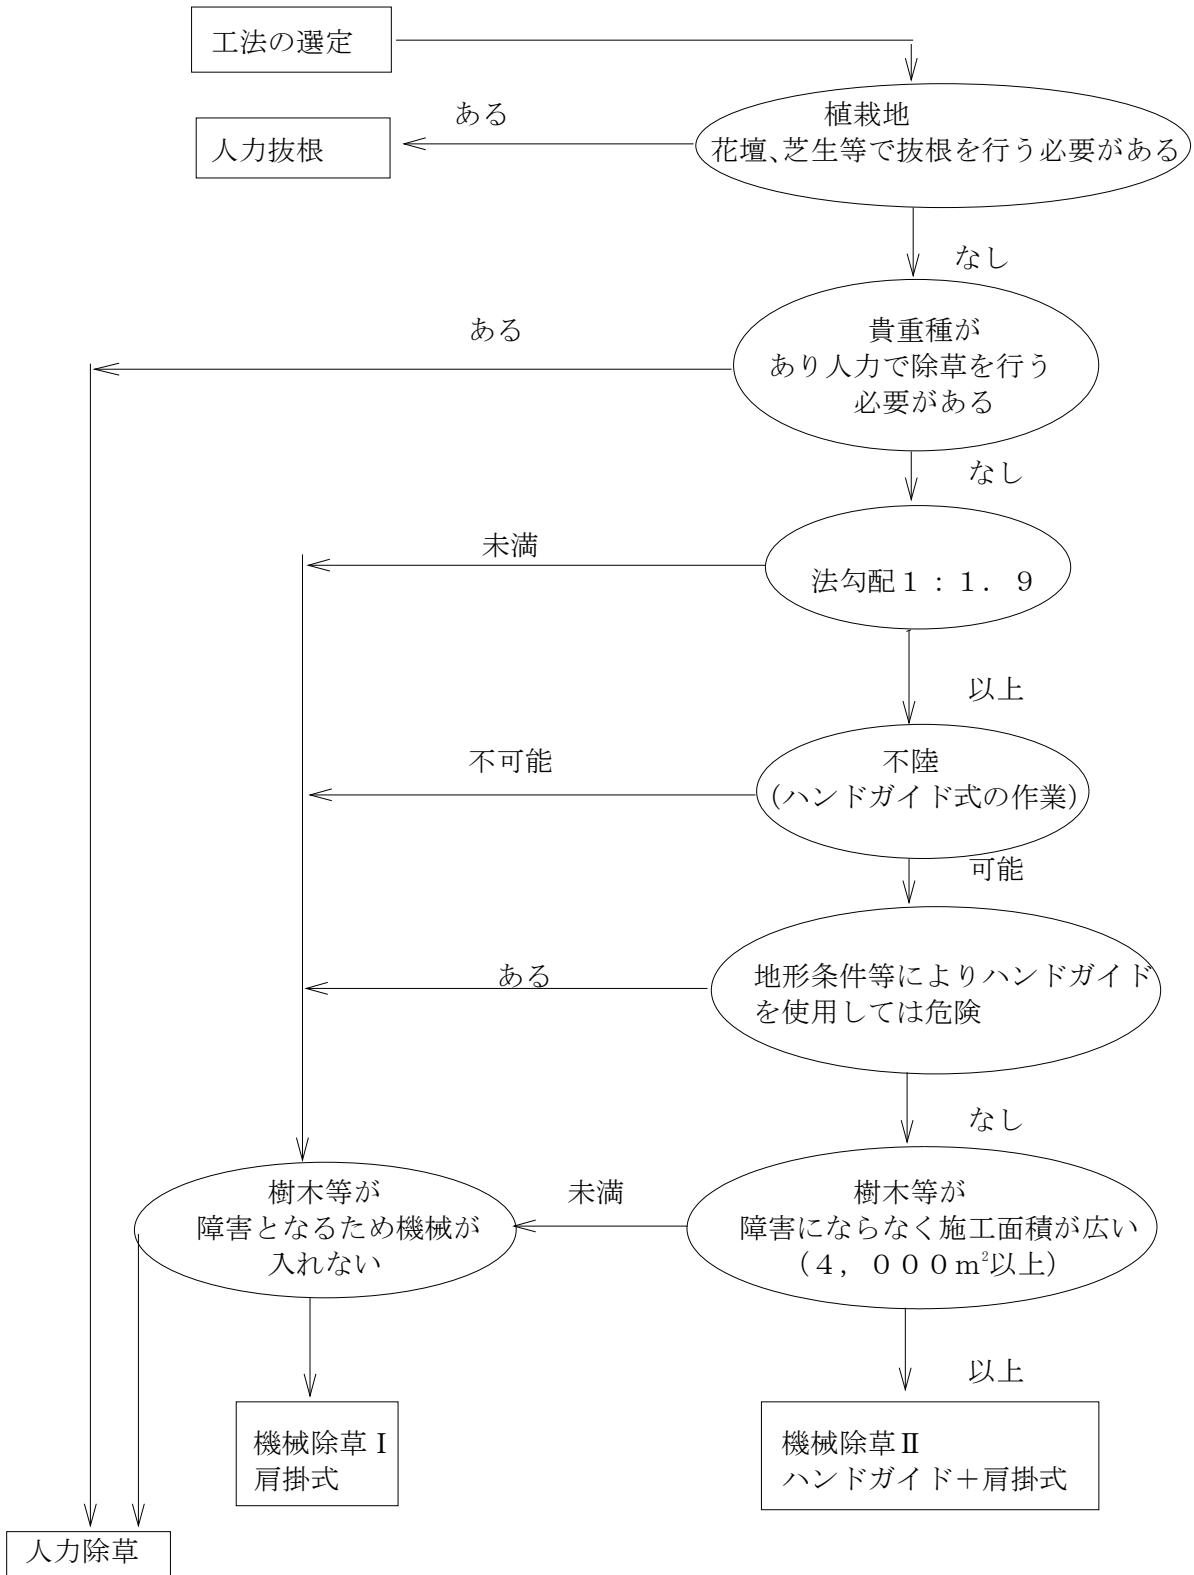 工法の選定
ある
植栽地
花壇、芝生等で抜根を行う必要がある
人力抜根
なし
ある
貴重種が
あり人力で除草を行う
必要がある
なし
未満
法勾配１：１．９
以上
不可能
不陸
（ハンドガイド式の作業）
可能
ある
地形条件等によりハンドガイド
を使用しては危険
なし
樹木等が
障害となるため機械が
入れない
未満
樹木等が
障害にならなく施工面積が広い
（４，０００㎡以上）
以上
機械除草Ⅰ
肩掛式
機械除草Ⅱ
ハンドガイド＋肩掛式
人力除草